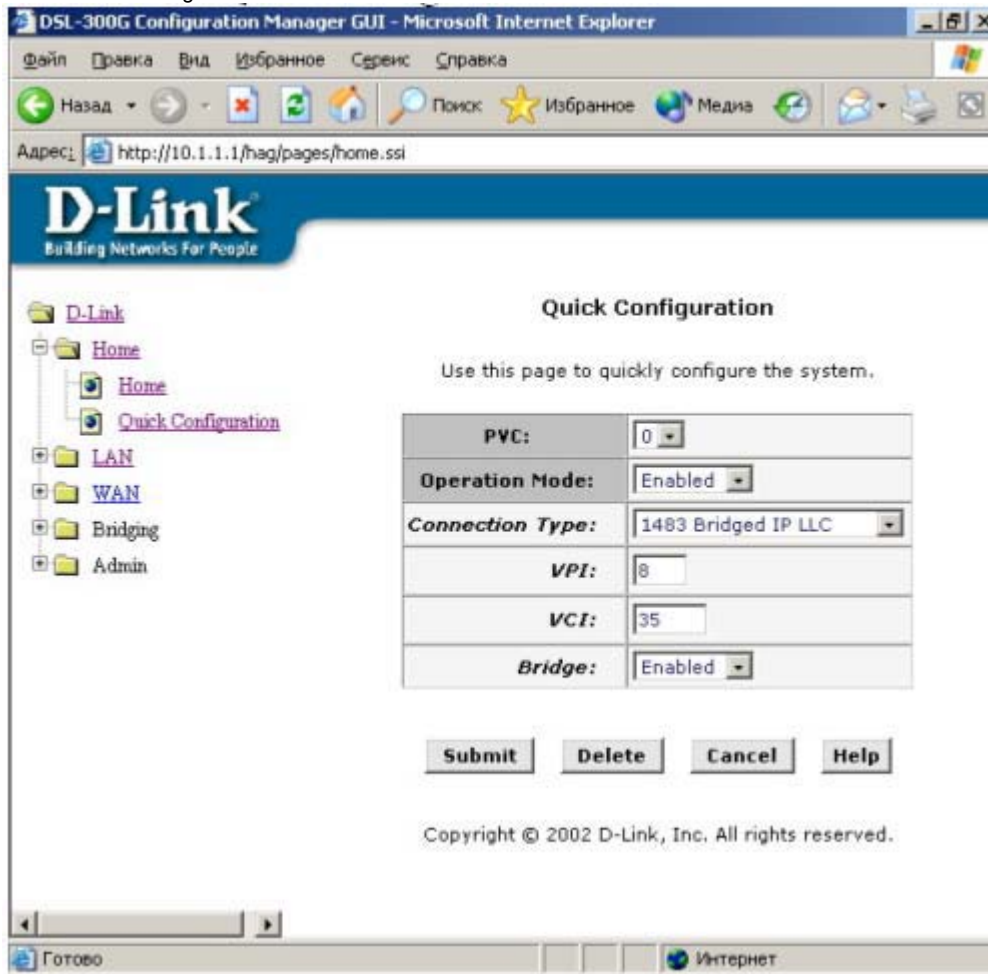 DSL-300G Configuration Manager GUI - Microsoft Internet Explorer
Файл Правка Вид Избранное Сервис Справка
Назад Поиск Избранное Медиа
Адрес: http://10.1.1.1/hag/pages/home.ssi
D-Link
Building Networks For People
D-Link
Home
Home
Quick Configuration
LAN
WAN
Bridging
Admin
Quick Configuration
Use this page to quickly configure the system.
PVC: 0
Operation Mode: Enabled
Connection Type: 1483 Bridged IP LLC
VPI: 8
VCI: 35
Bridge: Enabled
Submit Delete Cancel Help
Copyright © 2002 D-Link, Inc. All rights reserved.
Готово Интернет